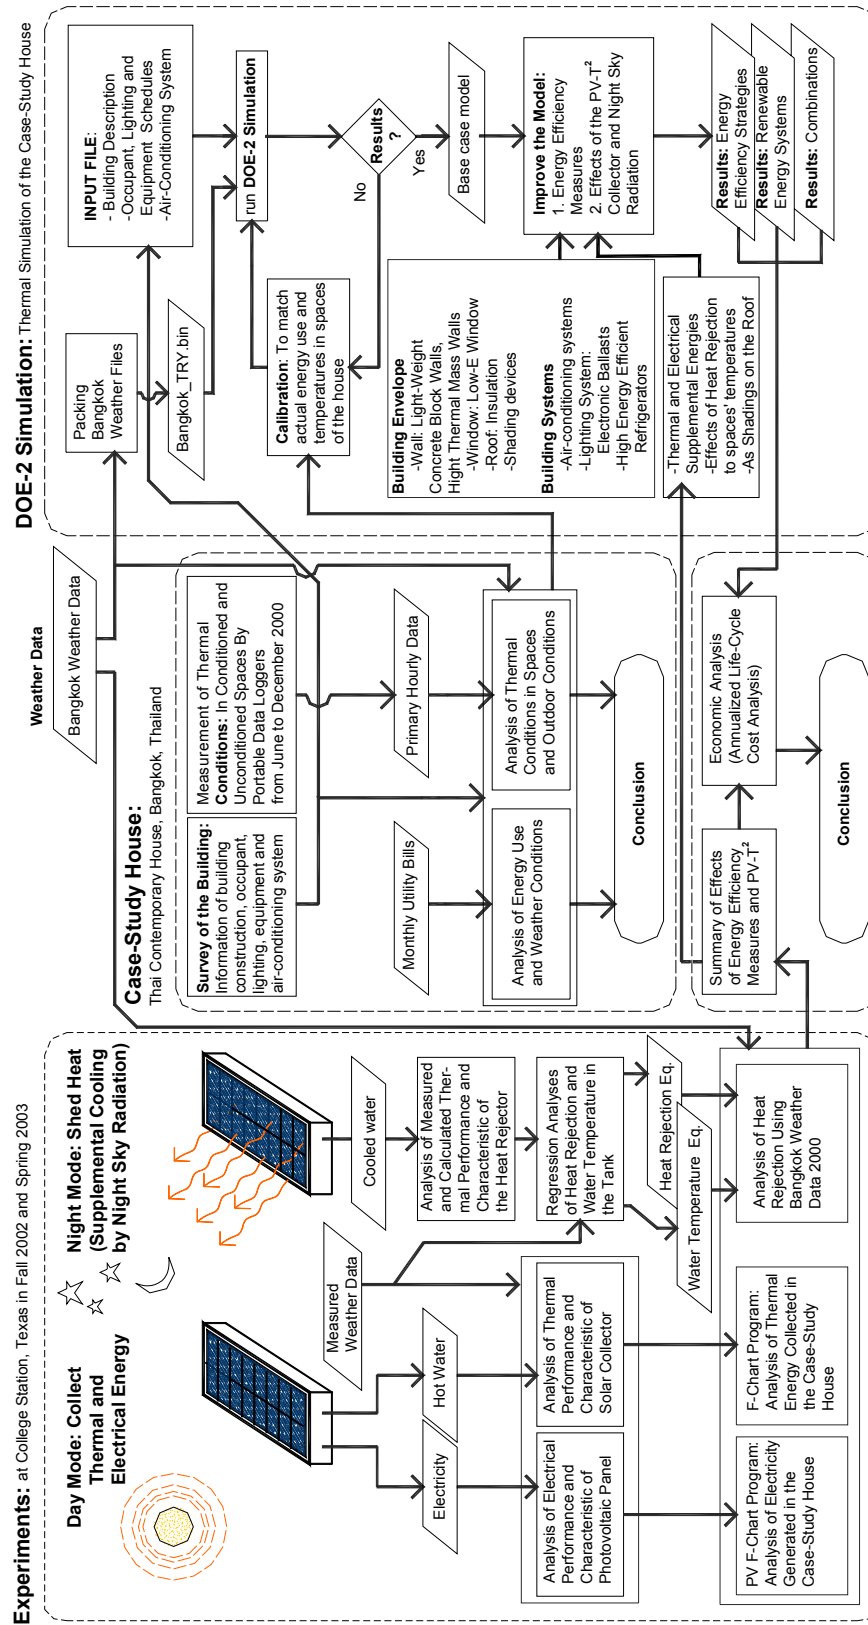 Experiments: at College Station, Texas in Fall 2002 and Spring 2003
Day Mode: Collect
Thermal and
Electrical Energy
Night Mode: Shed Heat
(Supplemental Cooling
by Night Sky Radiation)
Measured
Weather Data
Electricity
Hot Water
Cooled water
Analysis of Measured
and Calculated Ther-
mal Performance and
Characteristic of
the Heat Rejector
Analysis of Electrical
Performance and
Characteristic of
Photovoltaic Panel
Analysis of Thermal
Performance and
Characteristic of
Solar Collector
Regression Analyses
of Heat Rejection and
Water Temperature in
the Tank
Heat Rejection Eq.
Water Temperature Eq.
PV F-Chart Program:
Analysis of Electricity
Generated in the
Case-Study House
F-Chart Program:
Analysis of Thermal
Energy Collected in
the Case-Study
House
Analysis of Heat
Rejection Using
Bangkok Weather
Data 2000
Weather Data
Bangkok Weather Data
Case-Study House:
Thai Contemporary House, Bangkok, Thailand
Survey of the Building:
Information of building
construction, occupant,
lighting, equipment and
air-conditioning system
Measurement of Thermal
Conditions: In Conditioned and
Unconditioned Spaces By
Portable Data Loggers
from June to December 2000
Monthly Utility Bills
Primary Hourly Data
Analysis of Energy Use
and Weather Conditions
Analysis of Thermal
Conditions in Spaces
and Outdoor Conditions
Conclusion
Summary of Effects
of Energy Efficiency
Measures and PV-T²
Economic Analysis
(Annualized Life-Cycle
Cost Analysis)
Conclusion
DOE-2 Simulation: Thermal Simulation of the Case-Study House
Packing
Bangkok
Weather Files
Bangkok_TRY.bin
INPUT FILE:
- Building Description
-Occupant, Lighting and
Equipment Schedules
-Air-Conditioning System
run DOE-2 Simulation
Calibration: To match
actual energy use and
temperatures in spaces
of the house
Results
?
No
Yes
Base case model
Building Envelope
-Wall: Light-Weight
Concrete Block Walls,
Hight Thermal Mass Walls
-Window: Low-E Window
-Roof: Insulation
-Shading devices
Building Systems
-Air-conditioning systems
-Lighting System:
Electronic Ballasts
-High Energy Efficient
Refrigerators
Improve the Model:
1. Energy Efficiency
Measures
2. Effects of the PV-T²
Collector and Night Sky
Radiation
-Thermal and Electrical
Supplemental Energies
-Effects of Heat Rejection
to spaces' temperatures
-As Shadings on the Roof
Results: Energy
Efficiency Strategies
Results: Renewable
Energy Systems
Results: Combinations